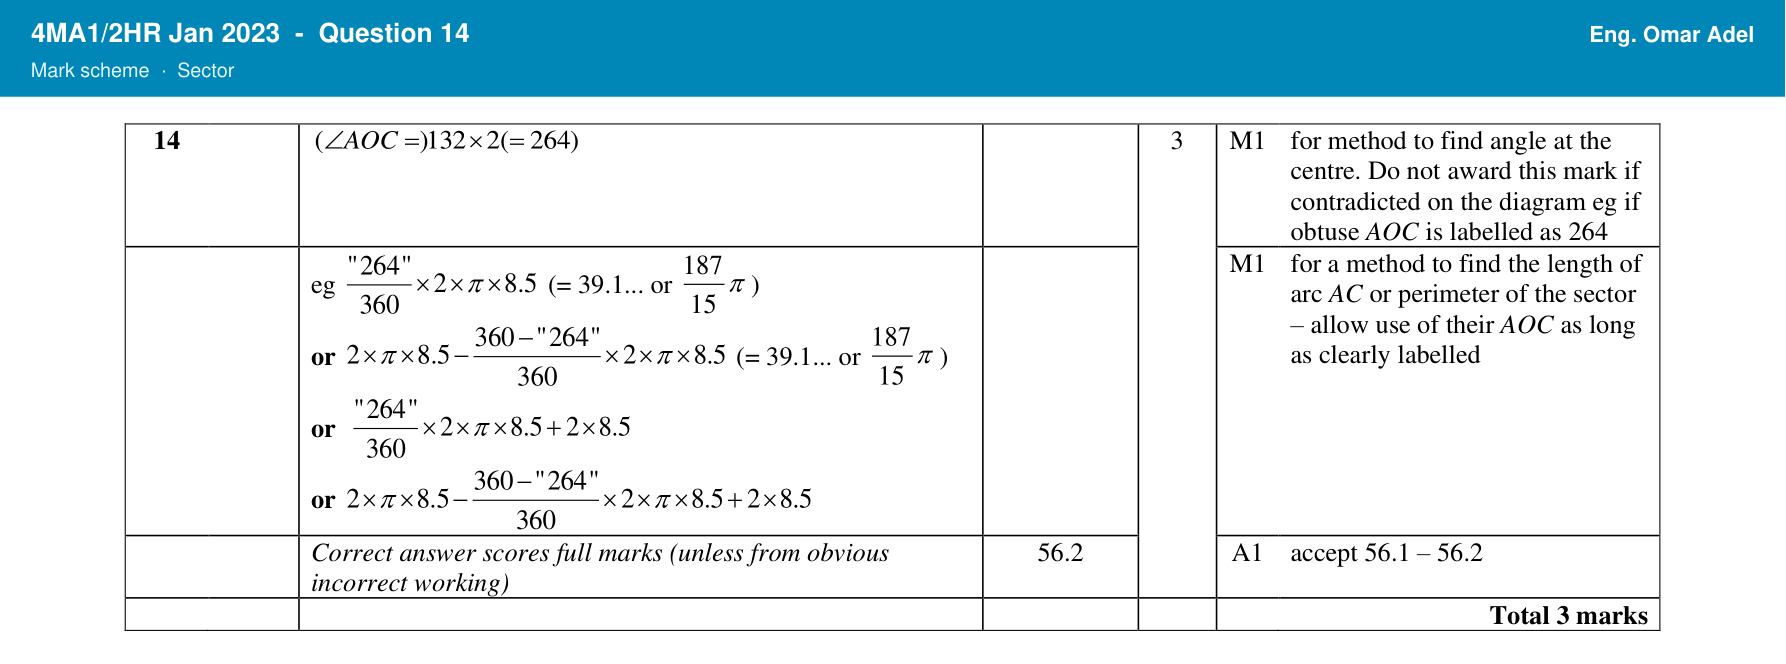 4MA1/2HR Jan 2023 - Question 14
Eng. Omar Adel
Mark scheme · Sector
14
(∠AOC =)132×2(= 264)
3
M1 for method to find angle at the
centre. Do not award this mark if
contradicted on the diagram eg if
obtuse AOC is labelled as 264
eg "264"/360 ×2×π×8.5 (= 39.1... or 187/15 π )
or 2×π×8.5−(360−"264")/360 ×2×π×8.5 (= 39.1... or 187/15 π )
or "264"/360 ×2×π×8.5+2×8.5
or 2×π×8.5−(360−"264")/360 ×2×π×8.5+2×8.5
M1 for a method to find the length of
arc AC or perimeter of the sector
– allow use of their AOC as long
as clearly labelled
Correct answer scores full marks (unless from obvious
incorrect working)
56.2
A1 accept 56.1 – 56.2
Total 3 marks